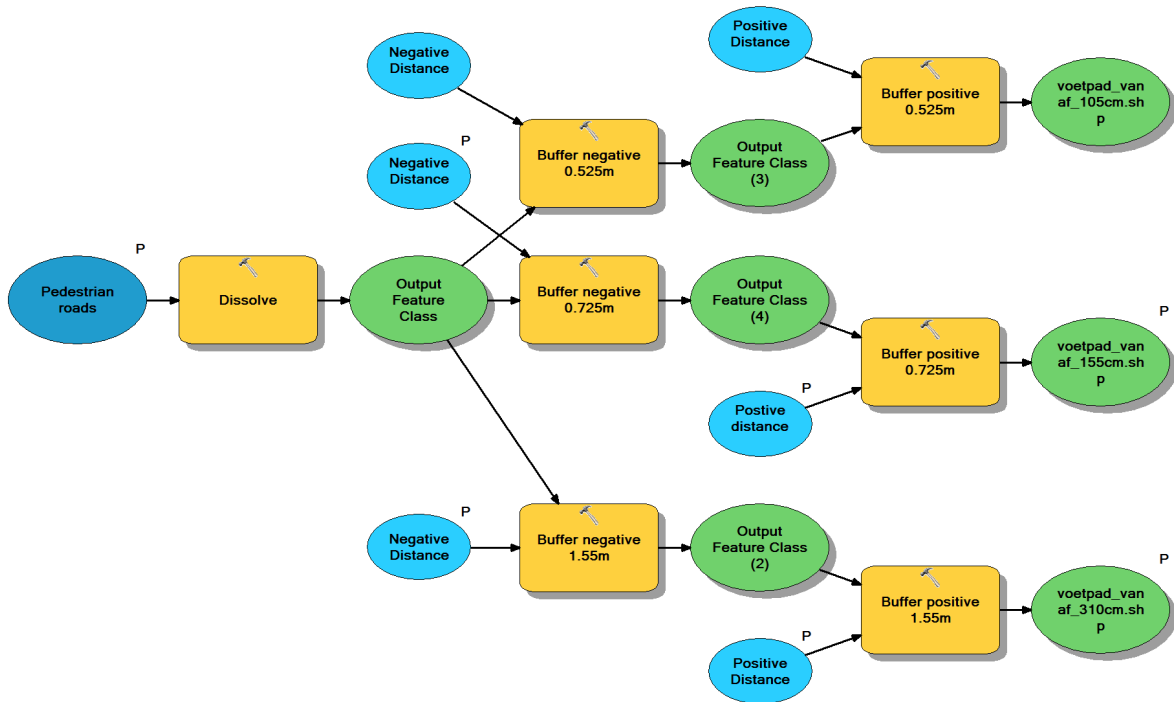 Negative
Distance
Positive
Distance
Buffer positive
0.525m
voetpad_van
af_105cm.sh
p
P
Negative
Distance
Buffer negative
0.525m
Output
Feature Class
(3)
P
Pedestrian
roads
Dissolve
Output
Feature
Class
Buffer negative
0.725m
Output
Feature Class
(4)
P
Postive
distance
Buffer positive
0.725m
P
voetpad_van
af_155cm.sh
p
P
Negative
Distance
Buffer negative
1.55m
Output
Feature Class
(2)
P
Positive
Distance
Buffer positive
1.55m
P
voetpad_van
af_310cm.sh
p